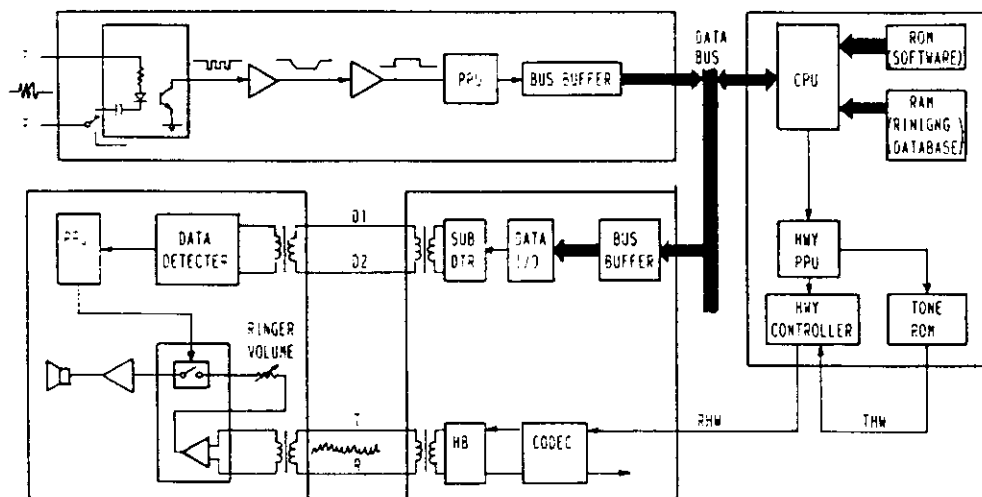 DATA
BUS
CPU
ROM
(SOFTWARE)
RAM
(RINIGNG
DATABASE)
PPU
BUS BUFFER
D1
D2
DATA
DETECTER
SUB
DTR
DATA
I/O
BUS
BUFFER
HWY
PPU
HWY
CONTROLLER
TONE
ROM
RINGER
VOLUME
T
R
HB
CODEC
RHW
THW